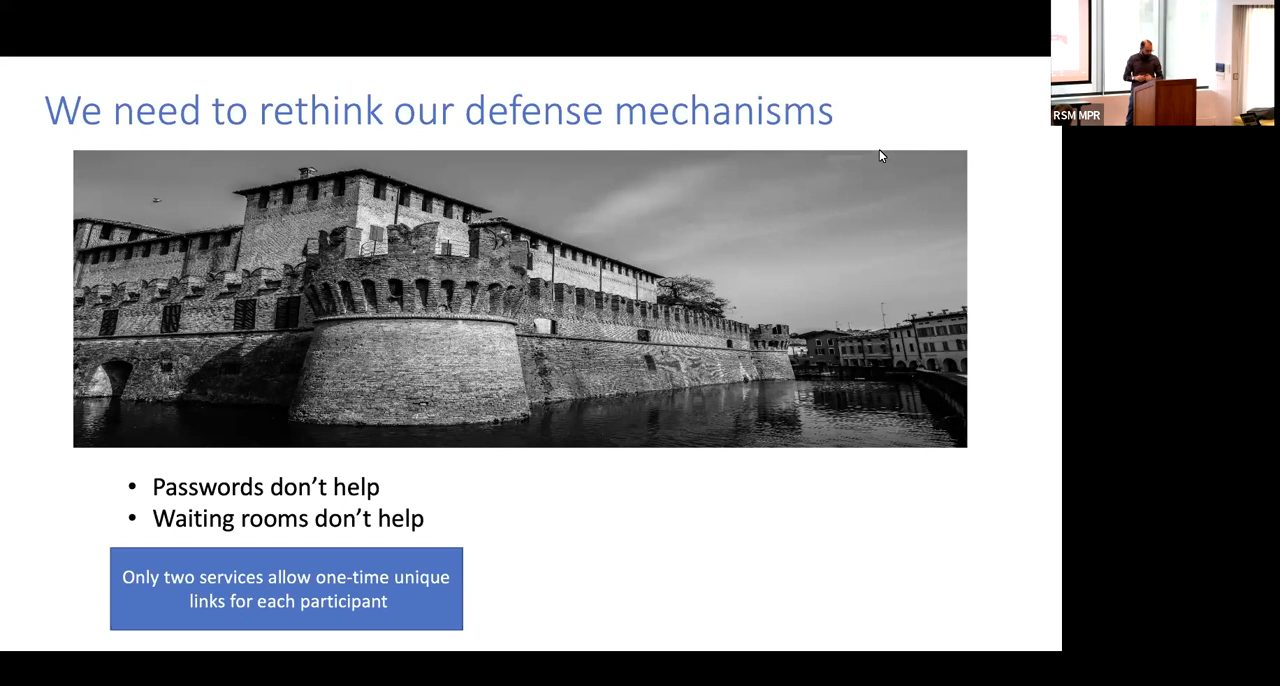 We need to rethink our defense mechanisms
RSM MPR
• Passwords don’t help
• Waiting rooms don’t help
Only two services allow one-time unique
links for each participant